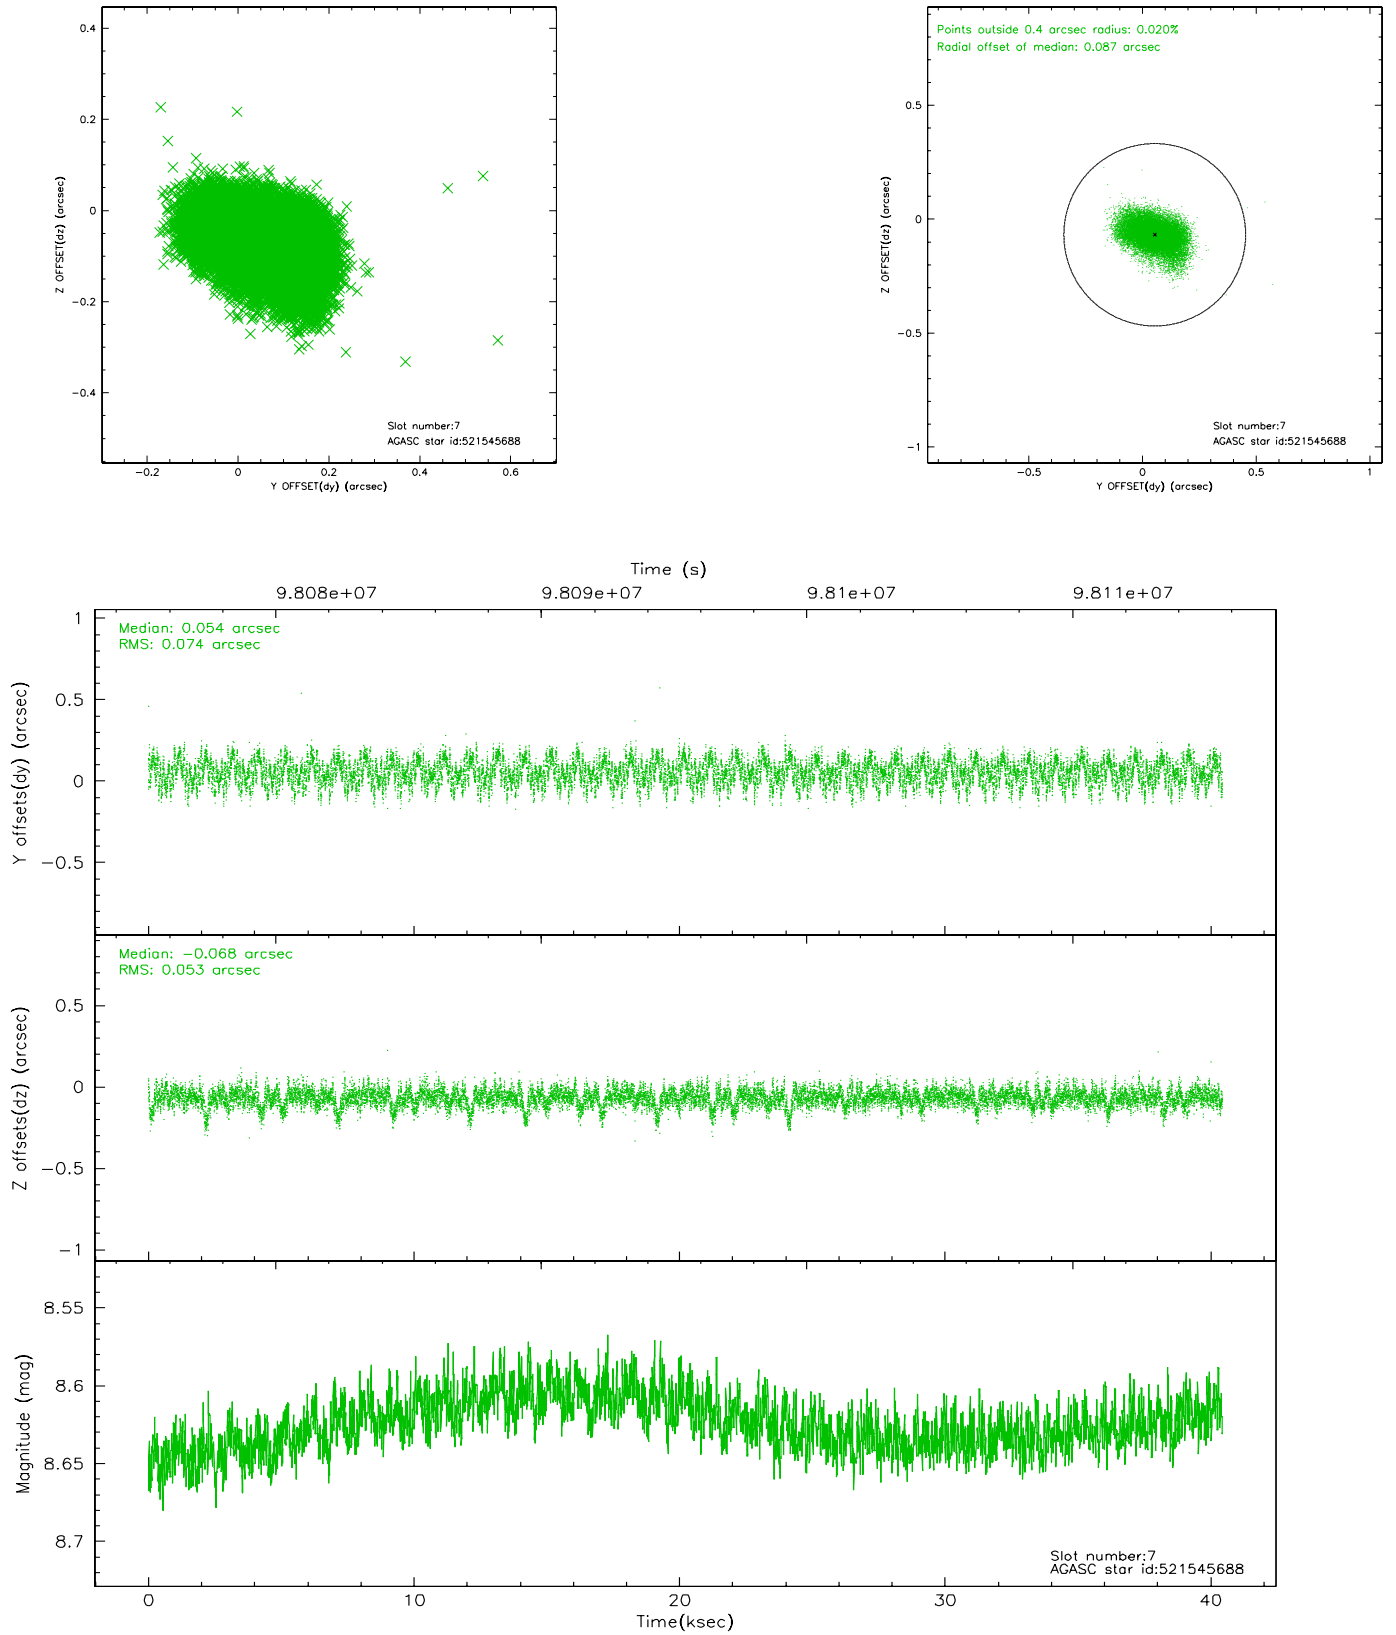 0.4
0.2
0
−0.2
−0.4
Z OFFSET(dz) (arcsec)
Slot number:7
AGASC star id:521545688
−0.2 0 0.2 0.4 0.6
Y OFFSET(dy) (arcsec)
Points outside 0.4 arcsec radius: 0.020%
Radial offset of median: 0.087 arcsec
0.5
0
−0.5
−1
Z OFFSET(dz) (arcsec)
Slot number:7
AGASC star id:521545688
−0.5 0 0.5 1
Y OFFSET(dy) (arcsec)
Time (s)
9.808e+07 9.809e+07 9.81e+07 9.811e+07
Median: 0.054 arcsec
RMS: 0.074 arcsec
1
0.5
0
−0.5
Y offsets(dy) (arcsec)
Median: −0.068 arcsec
RMS: 0.053 arcsec
0.5
0
−0.5
−1
Z offsets(dz) (arcsec)
8.55
8.6
8.65
8.7
Magnitude (mag)
Slot number:7
AGASC star id:521545688
0 10 20 30 40
Time(ksec)